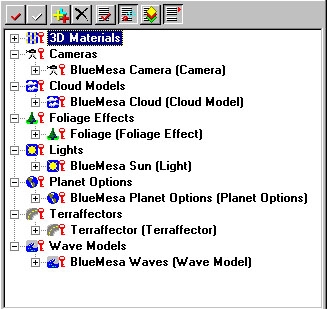 3D Materials
Cameras
BlueMesa Camera (Camera)
Cloud Models
BlueMesa Cloud (Cloud Model)
Foliage Effects
Foliage (Foliage Effect)
Lights
BlueMesa Sun (Light)
Planet Options
BlueMesa Planet Options (Planet Options)
Terraffectors
Terraffector (Terraffector)
Wave Models
BlueMesa Waves (Wave Model)